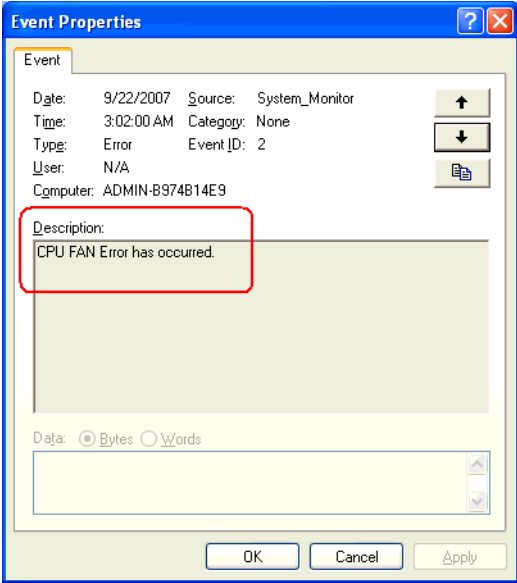 Event Properties
Event
Date: 9/22/2007 Source: System_Monitor
Time: 3:02:00 AM Category: None
Type: Error Event ID: 2
User: N/A
Computer: ADMIN-B974B14E9
Description:
CPU FAN Error has occurred.
Data: Bytes Words
OK Cancel Apply